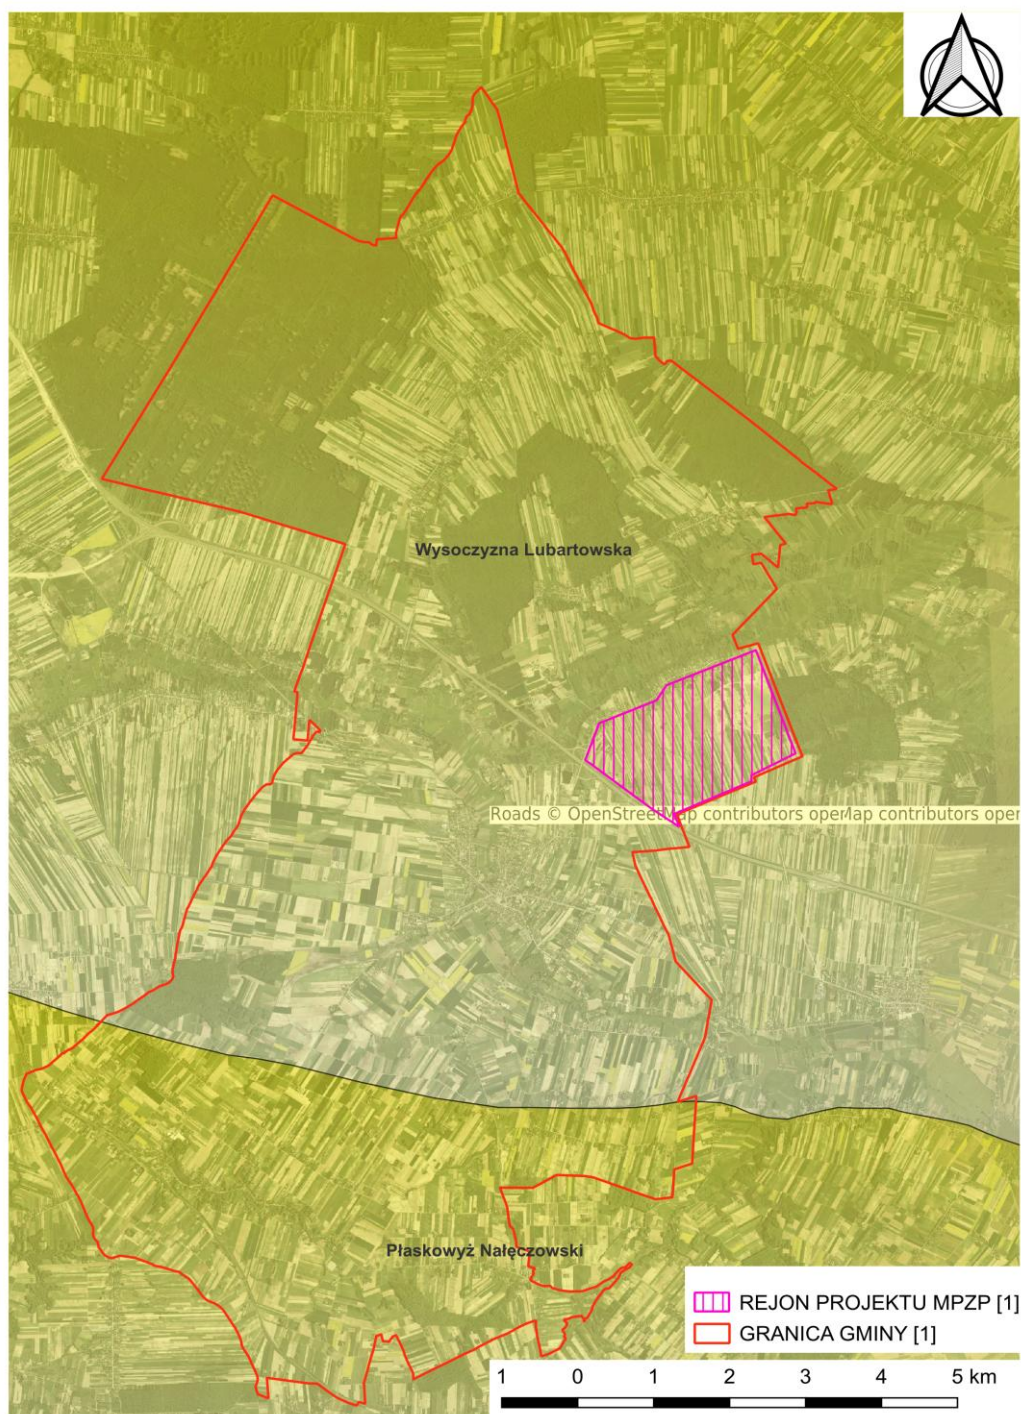 Wysoczyzna Lubartowska
Roads © OpenStreetMap contributors operMap contributors oper
Płaskowyż Nałęczowski
REJON PROJEKTU MPZP [1]
GRANICA GMINY [1]
1 0 1 2 3 4 5 km